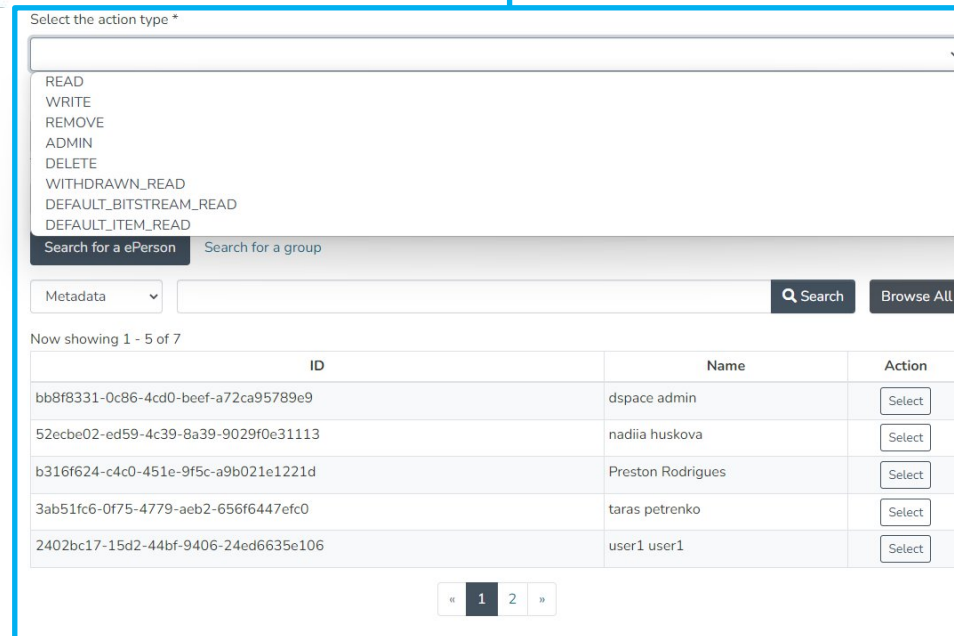 Select the action type *
READ
WRITE
REMOVE
ADMIN
DELETE
WITHDRAWN_READ
DEFAULT_BITSTREAM_READ
DEFAULT_ITEM_READ
Search for a ePerson Search for a group
Metadata Search Browse All
Now showing 1 - 5 of 7
ID Name Action
bb8f8331-0c86-4cd0-beef-a72ca95789e9 dspace admin Select
52ecbe02-ed59-4c39-8a39-9029f0e31113 nadiia huskova Select
b316f624-c4c0-451e-9f5c-a9b021e1221d Preston Rodrigues Select
3ab51fc6-0f75-4779-aeb2-656f6447efc0 taras petrenko Select
2402bc17-15d2-44bf-9406-24ed6635e106 user1 user1 Select
« 1 2 »